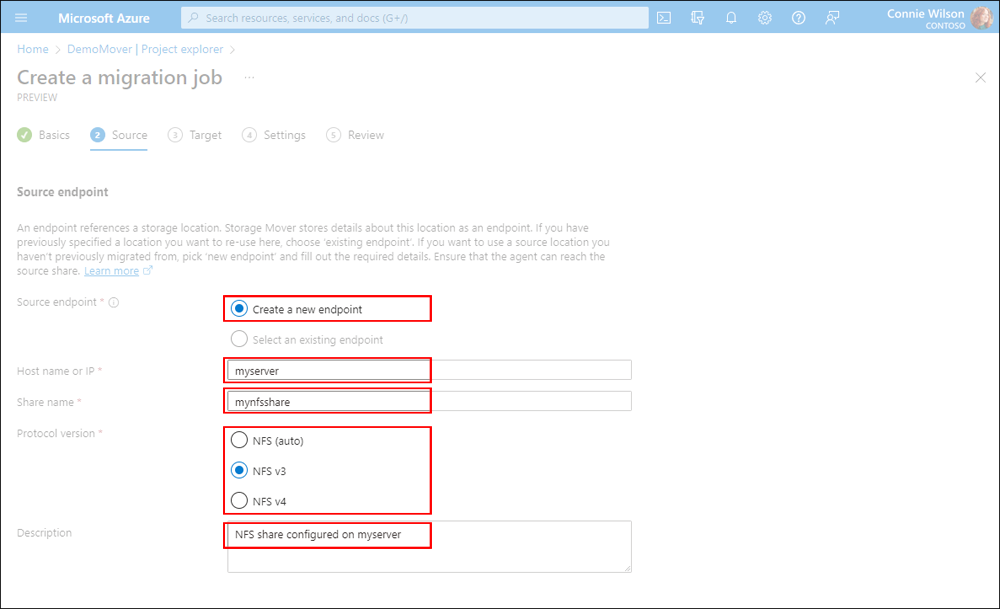 Microsoft Azure
Search resources, services, and docs (G+/)
Connie Wilson
CONTOSO
Home > DemoMover | Project explorer >
Create a migration job ...
PREVIEW
Basics
2 Source
3 Target
4 Settings
5 Review
Source endpoint
An endpoint references a storage location. Storage Mover stores details about this location as an endpoint. If you have
previously specified a location you want to re-use here, choose 'existing endpoint'. If you want to use a source location you
haven't previously migrated from, pick 'new endpoint' and fill out the required details. Ensure that the agent can reach the
source share. Learn more
Source endpoint *
Create a new endpoint
Select an existing endpoint
Host name or IP *
myserver
Share name *
mynfsshare
Protocol version *
NFS (auto)
NFS v3
NFS v4
Description
NFS share configured on myserver